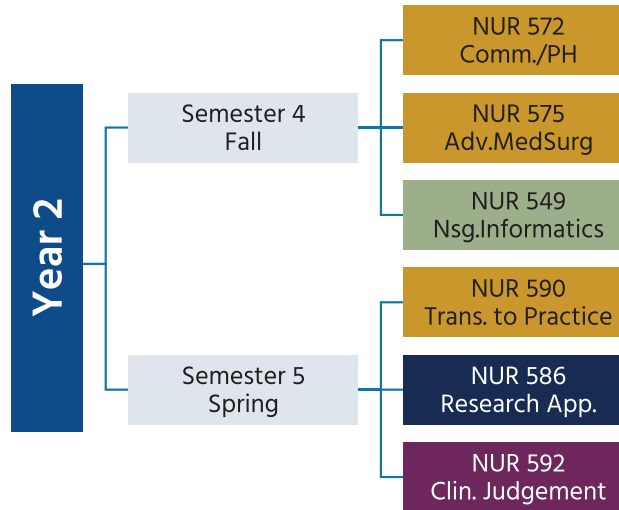 Year 2
Semester 4
Fall
NUR 572
Comm./PH
NUR 575
Adv.MedSurg
NUR 549
Nsg.Informatics
Semester 5
Spring
NUR 590
Trans. to Practice
NUR 586
Research App.
NUR 592
Clin. Judgement